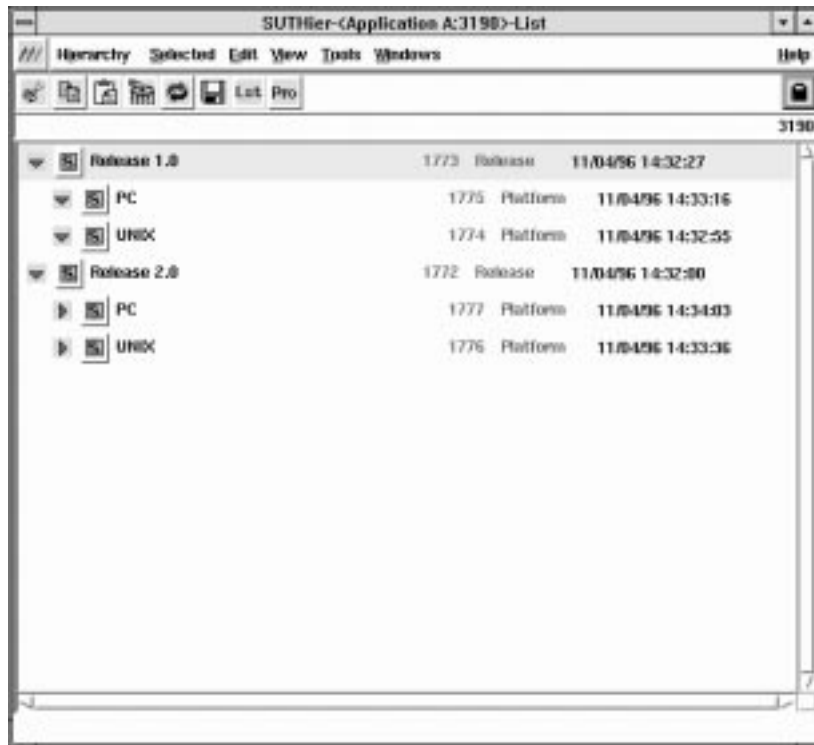 SUTHier-<Application A:3190>-List
Hierarchy Selected Edit View Tools Windows Help
Lst Pro
3190
Release 1.0 1773 Release 11/04/96 14:32:27
PC 1775 Platform 11/04/96 14:33:16
UNIX 1774 Platform 11/04/96 14:32:55
Release 2.0 1772 Release 11/04/96 14:32:00
PC 1777 Platform 11/04/96 14:34:03
UNIX 1776 Platform 11/04/96 14:33:36